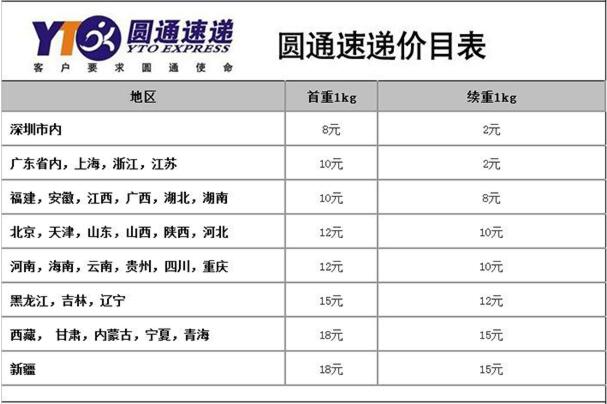 YTO 圆通速递
YTO EXPRESS
客户要求圆通使命
圆通速递价目表
地区 首重1kg 续重1kg
深圳市内 8元 2元
广东省内，上海，浙江，江苏 10元 2元
福建，安徽，江西，广西，湖北，湖南 10元 8元
北京，天津，山东，山西，陕西，河北 12元 10元
河南，海南，云南，贵州，四川，重庆 12元 10元
黑龙江，吉林，辽宁 15元 12元
西藏， 甘肃，内蒙古，宁夏，青海 18元 15元
新疆 18元 15元